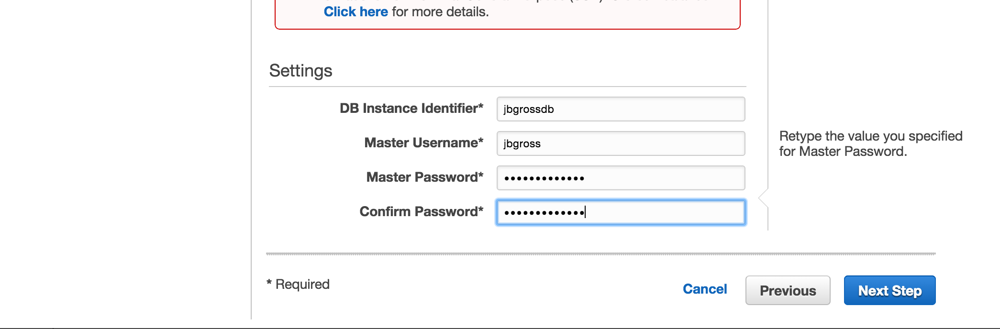 Click here for more details.
Settings
DB Instance Identifier* jbgrossdb
Master Username* jbgross
Retype the value you specified
for Master Password.
Master Password* •••••••••••••
Confirm Password* •••••••••••••
* Required
Cancel Previous Next Step